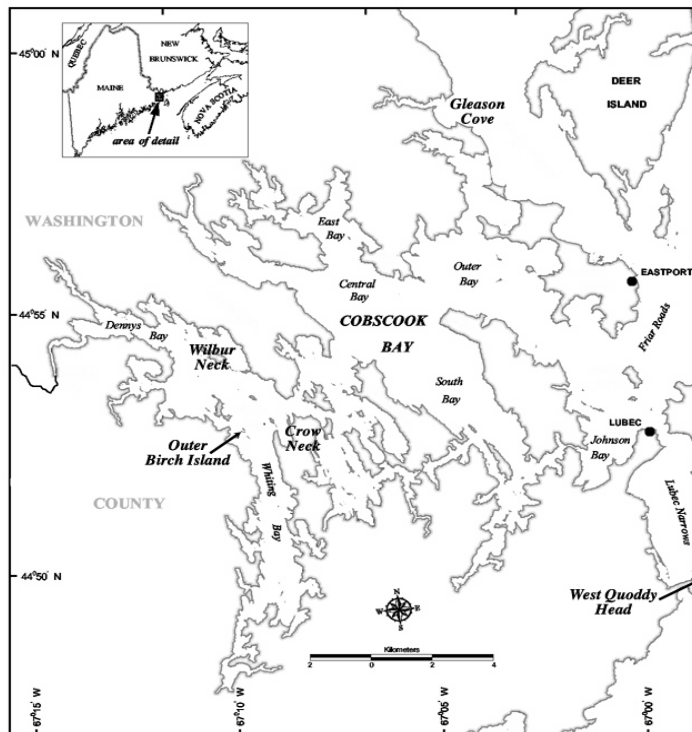 45°00' N
QUEBEC
NEW
BRUNSWICK
MAINE
NOVA SCOTIA
area of detail
DEER
ISLAND
Gleason
Cove
WASHINGTON
East
Bay
Outer
Bay
EASTPORT
Central
Bay
44°55' N
COBSCOOK
BAY
Friar Roads
Dennys
Bay
Wilbur
Neck
South
Bay
LUBEC
Johnson
Bay
Crow
Neck
Outer
Birch Island
Whiting
Bay
Lubec Narrows
COUNTY
44°50' N
West Quoddy
Head
N
W E
S
Kilometers
2 0 2 4
67°15' W
67°10' W
67°05' W
67°00' W